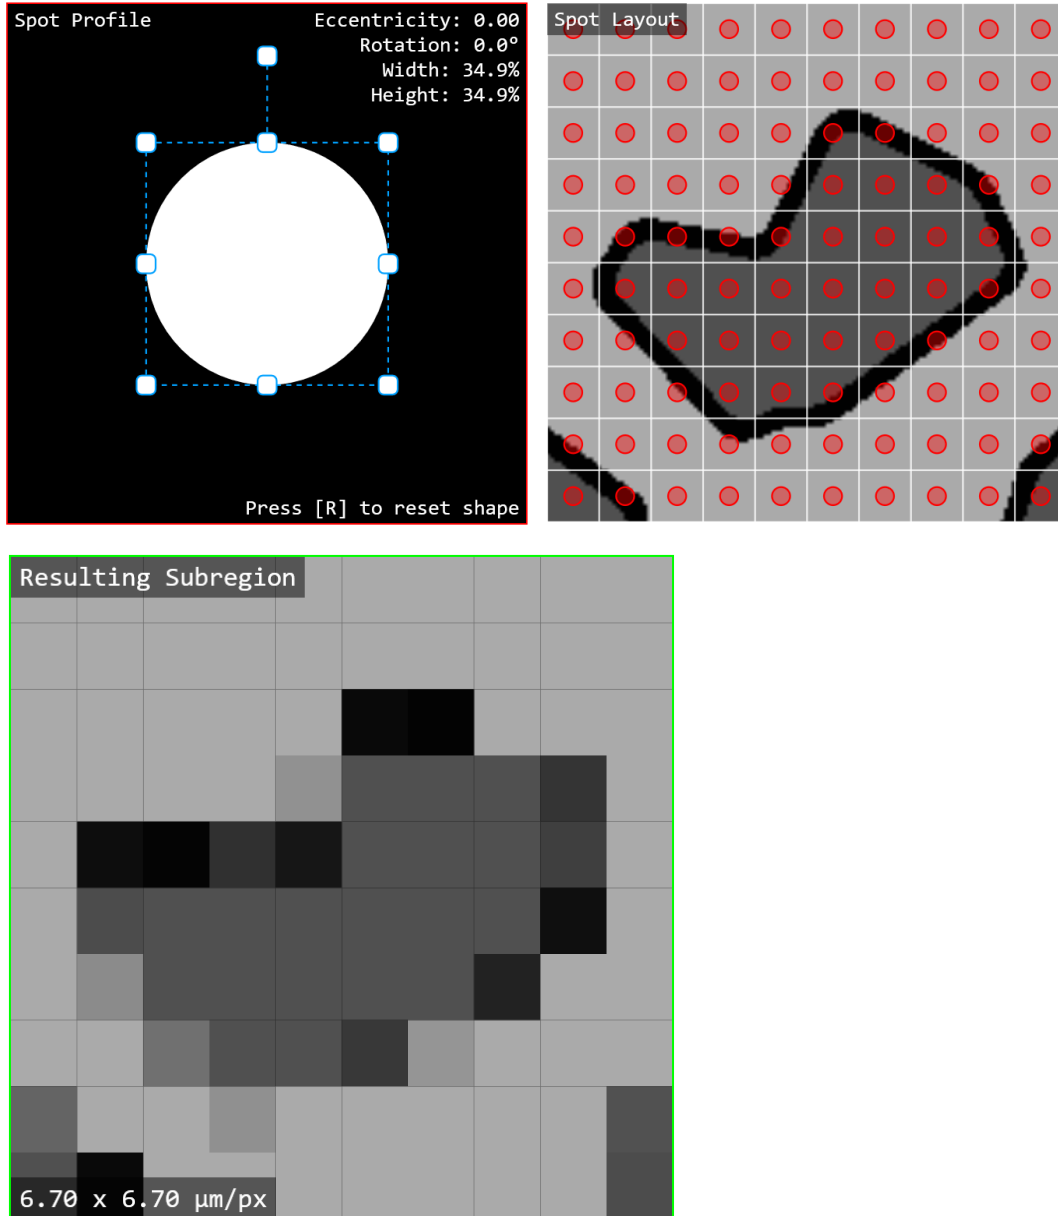 Spot Profile
Eccentricity: 0.00
Rotation: 0.0°
Width: 34.9%
Height: 34.9%
Press [R] to reset shape
Spot Layout
Resulting Subregion
6.70 x 6.70 µm/px